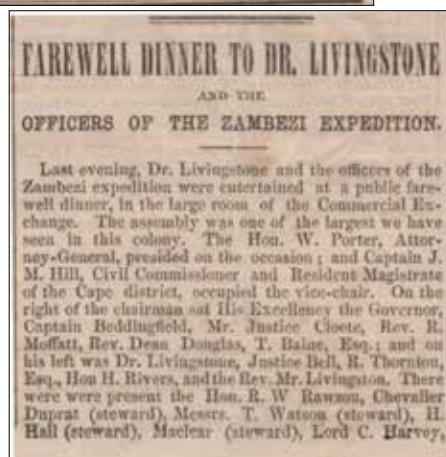 FAREWELL DINNER TO DR. LIVINGSTONE
AND THE
OFFICERS OF THE ZAMBEZI EXPEDITION.
Last evening, Dr. Livingstone and the officers of the
Zambezi expedition were entertained at a public fare-
well dinner, in the large room of the Commercial Ex-
change. The assembly was one of the largest we have
seen in this colony. The Hon. W. Porter, Attor-
ney-General, presided on the occasion; and Captain J.
M. Hill, Civil Commissioner and Resident Magistrate
of the Cape district, occupied the vice-chair. On the
right of the chairman sat His Excellency the Governor,
Captain Beddingfield, Mr. Justice Cloete, Rev. R.
Moffatt, Rev. Dean Douglas, T. Baine, Esq.; and on
his left was Dr. Livingstone, Justice Bell, R. Thornton,
Esq., Hon H. Rivers, and the Rev. Mr. Livingston. There
were were present the Hon. R. W Rawson, Chevalier
Duprat (steward), Messrs. T. Watson (steward), H.
Hall (steward), Maclear (steward), Lord C. Harvey,